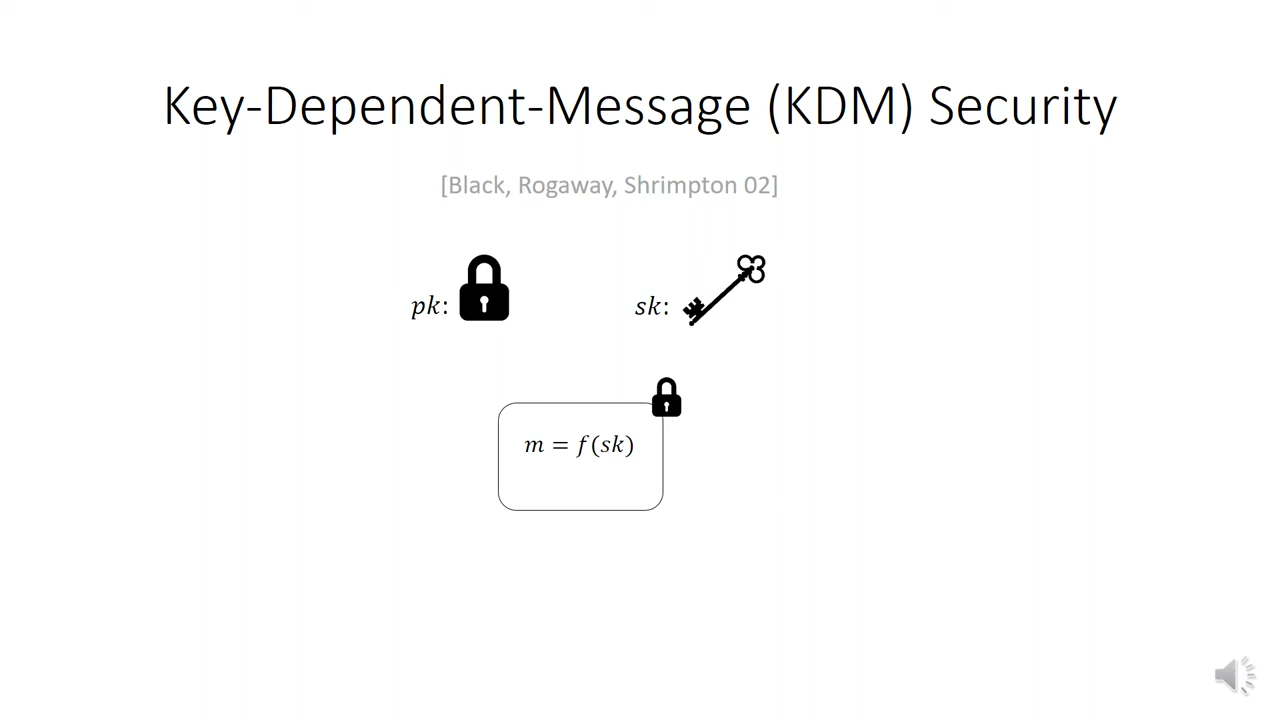 Key-Dependent-Message (KDM) Security
[Black, Rogaway, Shrimpton 02]
pk:
sk:
m = f(sk)